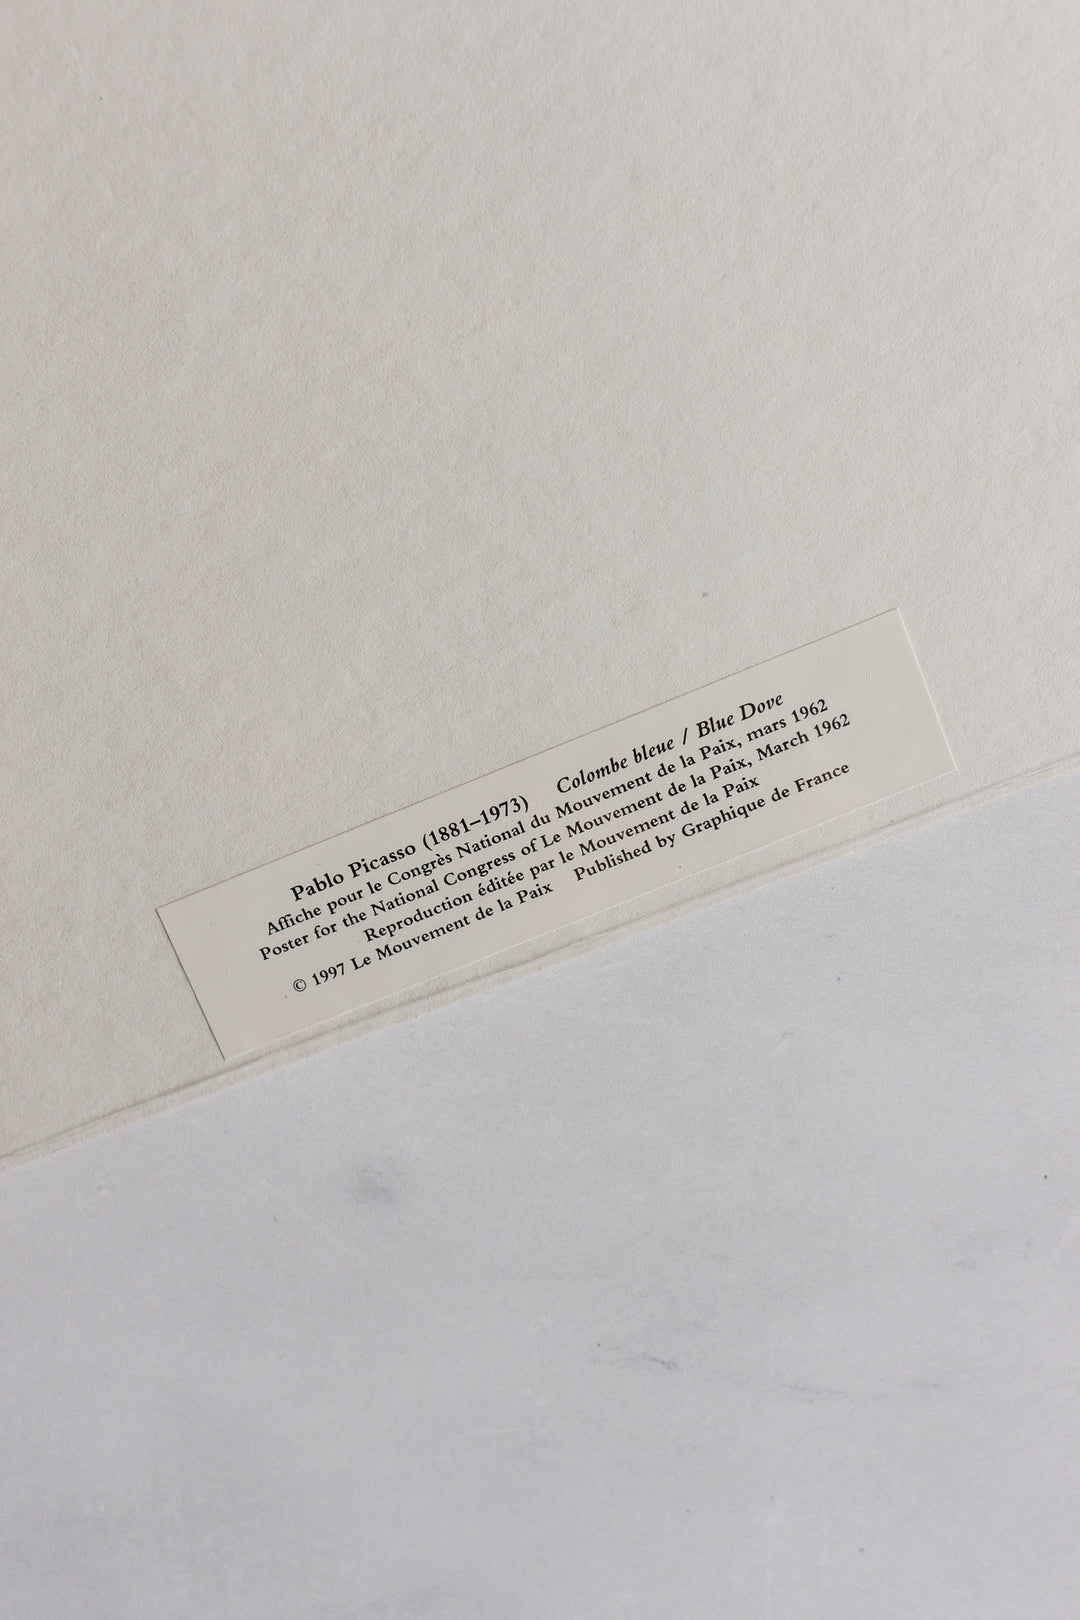 Pablo Picasso (1881–1973) Colombe bleue / Blue Dove
Affiche pour le Congrès National du Mouvement de la Paix, mars 1962
Poster for the National Congress of Le Mouvement de la Paix, March 1962
Reproduction éditée par le Mouvement de la Paix
© 1997 Le Mouvement de la Paix Published by Graphique de France